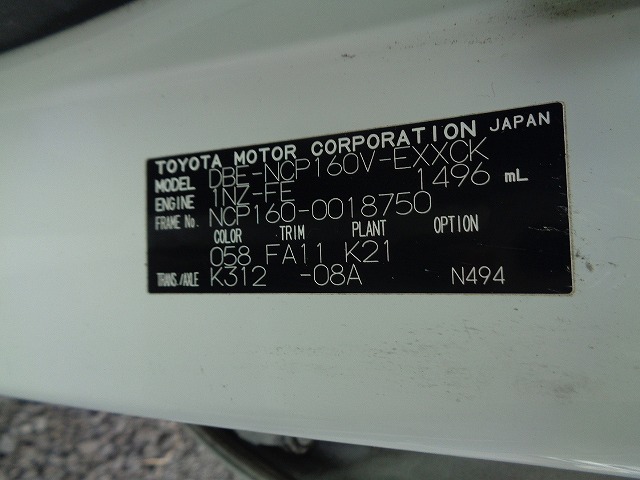 TOYOTA MOTOR CORPORATION JAPAN
MODEL DBE-NCP160V-EXXCK
ENGINE 1NZ-FE 1496 mL
FRAME No. NCP160-0018750
COLOR TRIM PLANT OPTION
058 FA11 K21
TRANS./AXLE K312 -08A N494